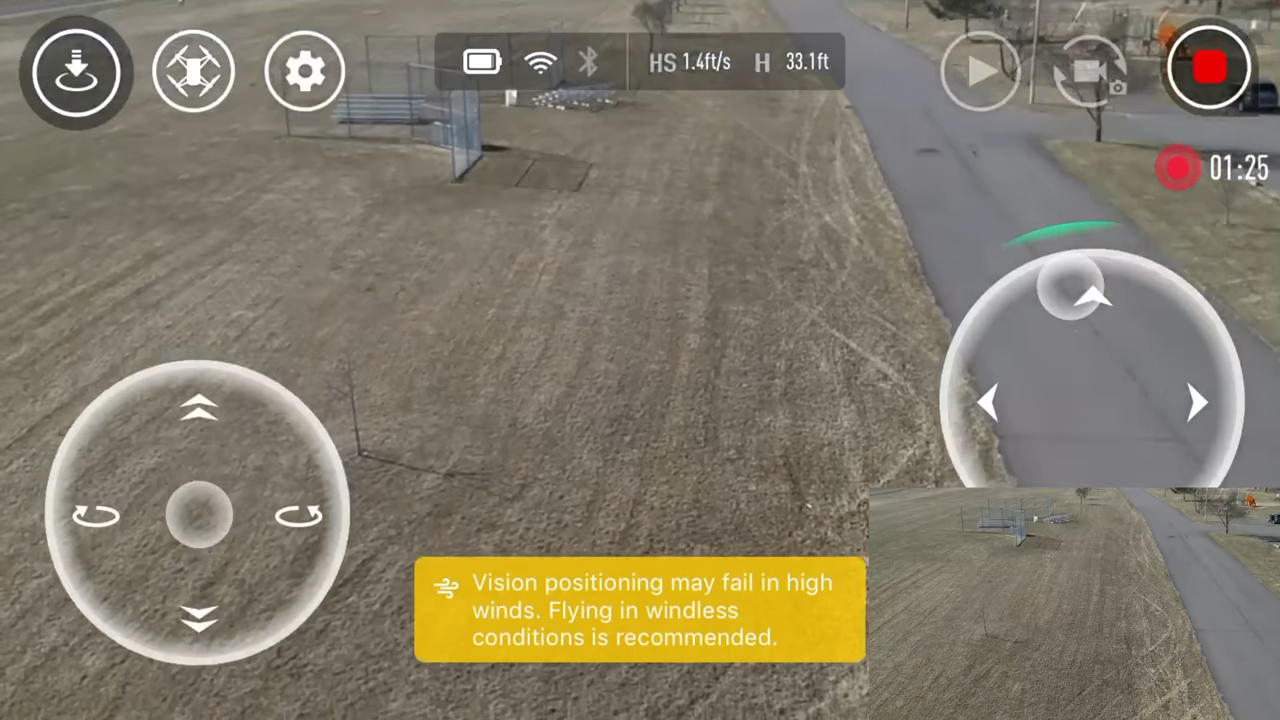 HS 1.4ft/s H 33.1ft
01:25
Vision positioning may fail in high
winds. Flying in windless
conditions is recommended.